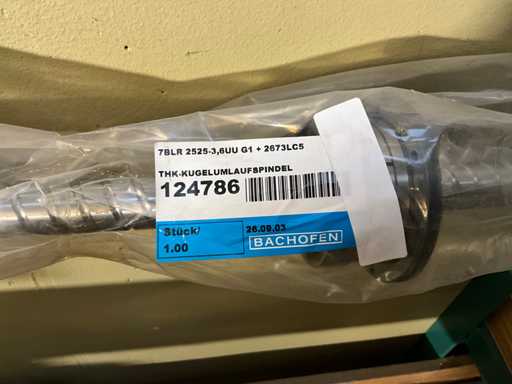 7BLR 2525-3,6UU G1 + 2673LC5
THK-KUGELUMLAUFSPINDEL
124786
Stück/ 26.09.03
1.00 BACHOFEN